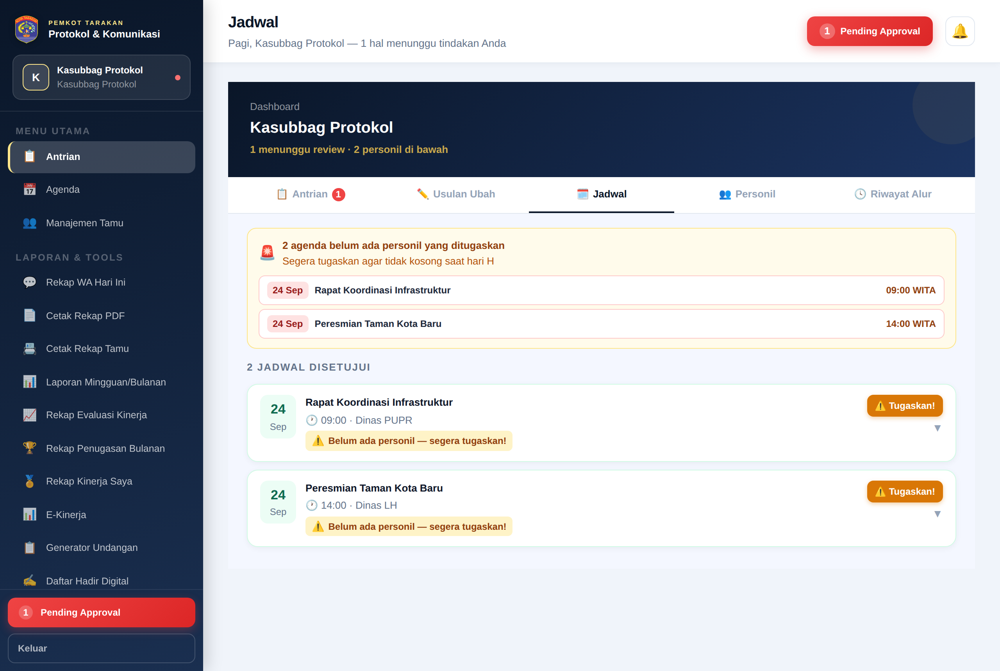 KOTA TARAKAN
PEMKOT TARAKAN
Protokol & Komunikasi
K
Kasubbag Protokol
Kasubbag Protokol
MENU UTAMA
Antrian
Agenda
Manajemen Tamu
LAPORAN & TOOLS
Rekap WA Hari Ini
Cetak Rekap PDF
Cetak Rekap Tamu
Laporan Mingguan/Bulanan
Rekap Evaluasi Kinerja
Rekap Penugasan Bulanan
Rekap Kinerja Saya
E-Kinerja
Generator Undangan
Daftar Hadir Digital
1 Pending Approval
Keluar
Jadwal
Pagi, Kasubbag Protokol — 1 hal menunggu tindakan Anda
1 Pending Approval
Dashboard
Kasubbag Protokol
1 menunggu review · 2 personil di bawah
Antrian 1
Usulan Ubah
Jadwal
Personil
Riwayat Alur
2 agenda belum ada personil yang ditugaskan
Segera tugaskan agar tidak kosong saat hari H
24 Sep Rapat Koordinasi Infrastruktur 09:00 WITA
24 Sep Peresmian Taman Kota Baru 14:00 WITA
2 JADWAL DISETUJUI
24 Sep
Rapat Koordinasi Infrastruktur
09:00 · Dinas PUPR
Belum ada personil — segera tugaskan!
Tugaskan!
24 Sep
Peresmian Taman Kota Baru
14:00 · Dinas LH
Belum ada personil — segera tugaskan!
Tugaskan!